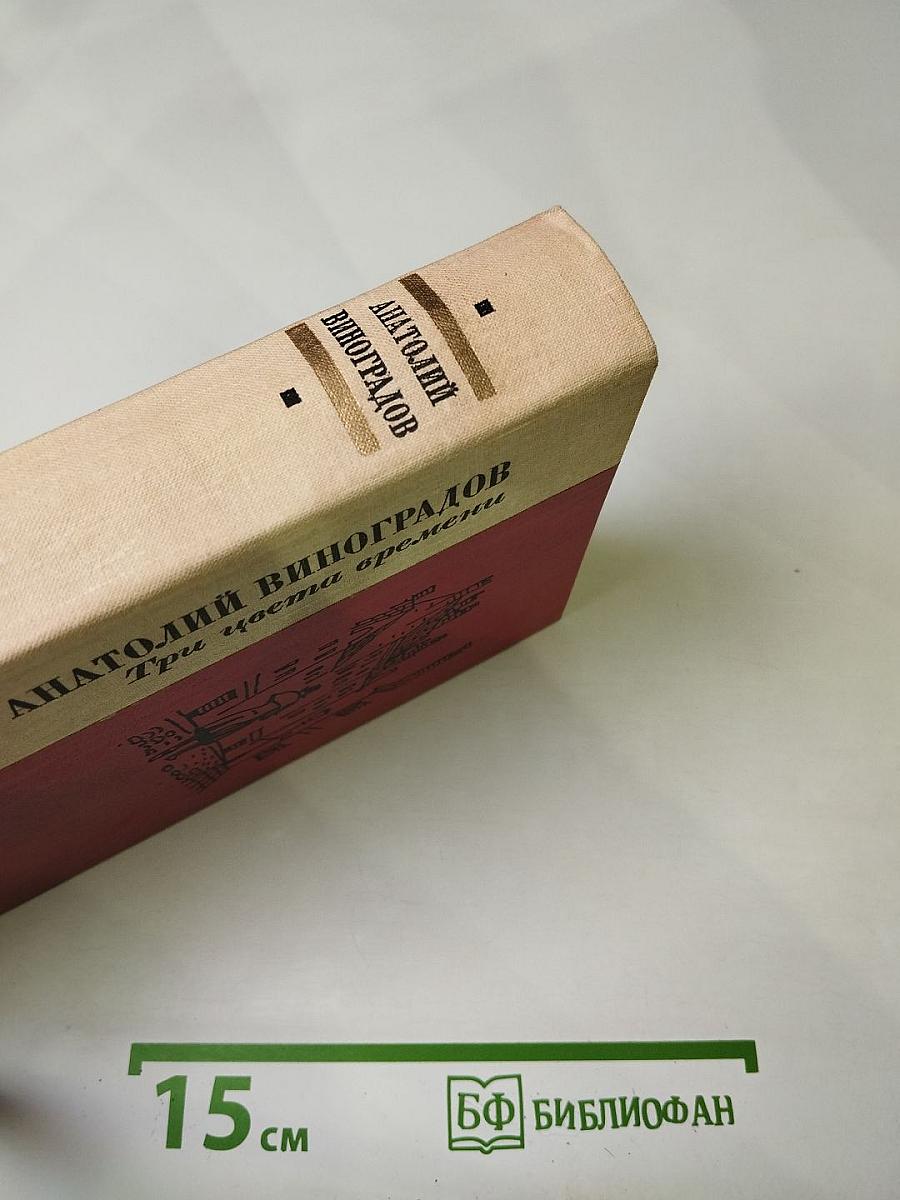 АНАТОЛИЙ
ВИНОГРАДОВ
АНАТОЛИЙ ВИНОГРАДОВ
Три цвета времени
15 см
БФ БИБЛИОФАН